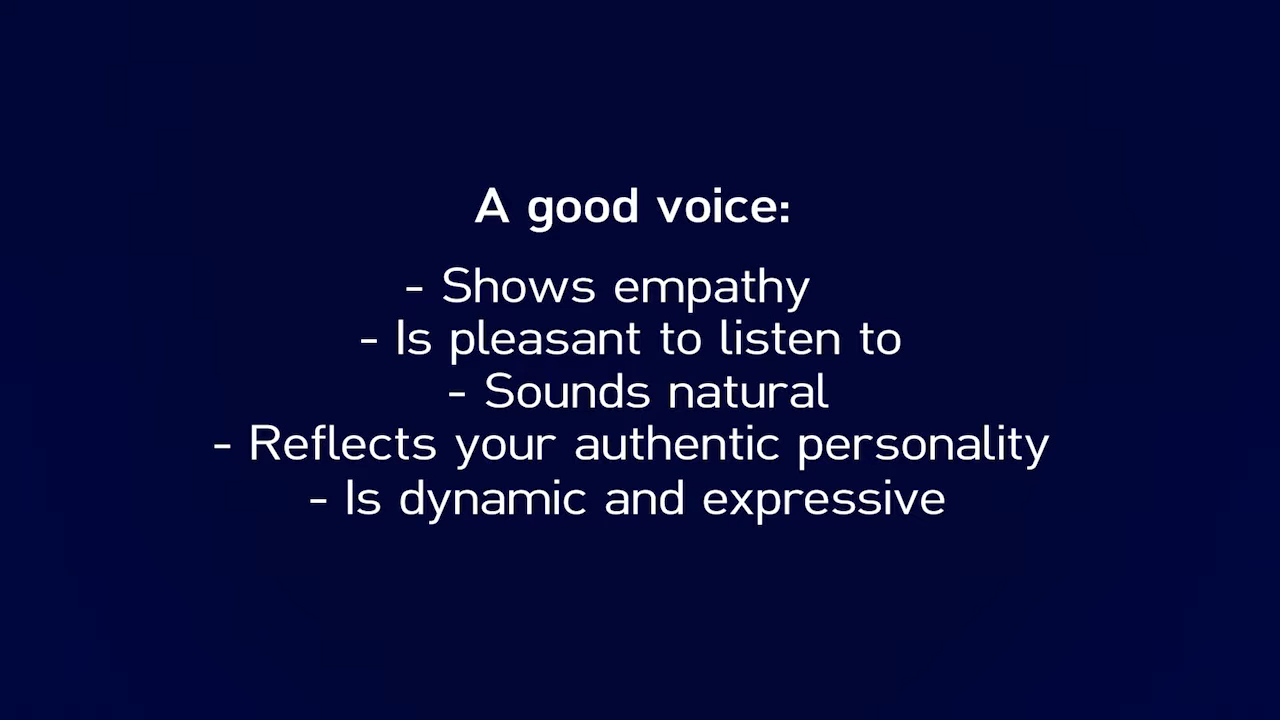 A good voice:
- Shows empathy
- Is pleasant to listen to
- Sounds natural
- Reflects your authentic personality
- Is dynamic and expressive